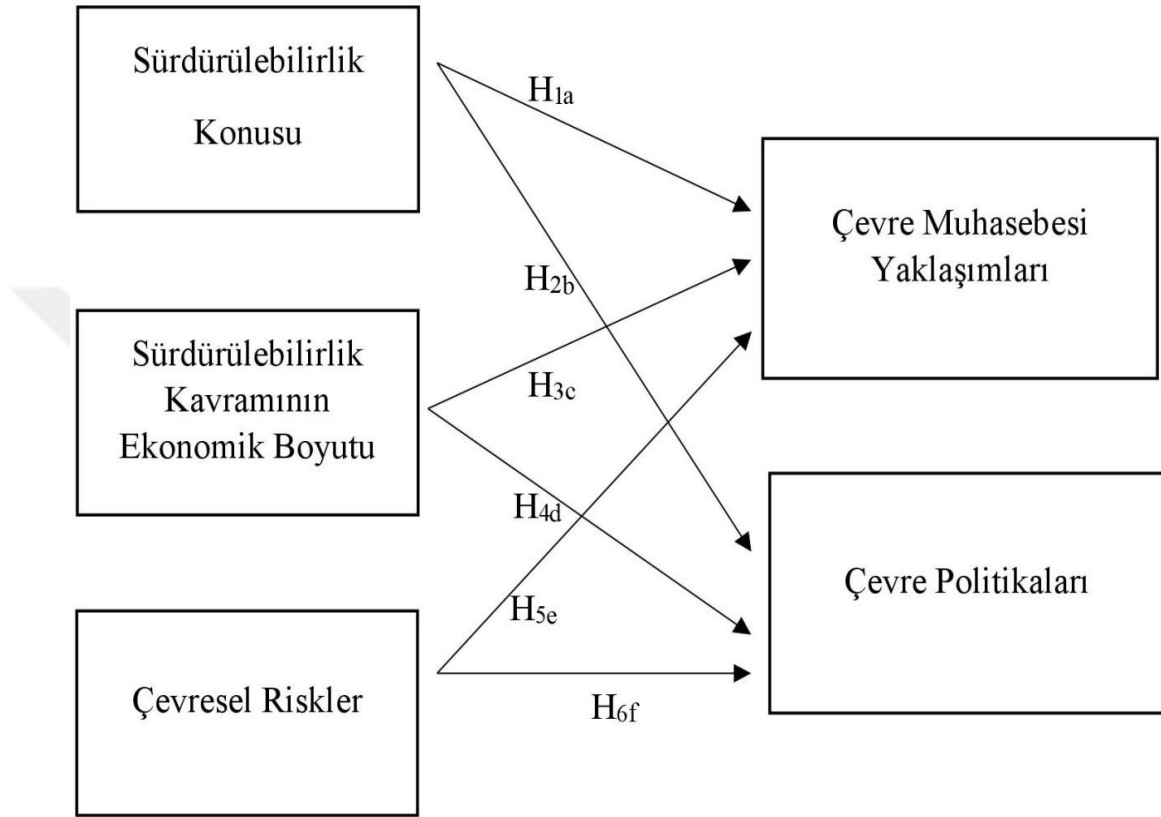 Sürdürülebilirlik
Konusu
H1a
Çevre Muhasebesi
Yaklaşımları
H2b
Sürdürülebilirlik
Kavramının
Ekonomik Boyutu
H3c
H4d
Çevre Politikaları
H5e
Çevresel Riskler
H6f